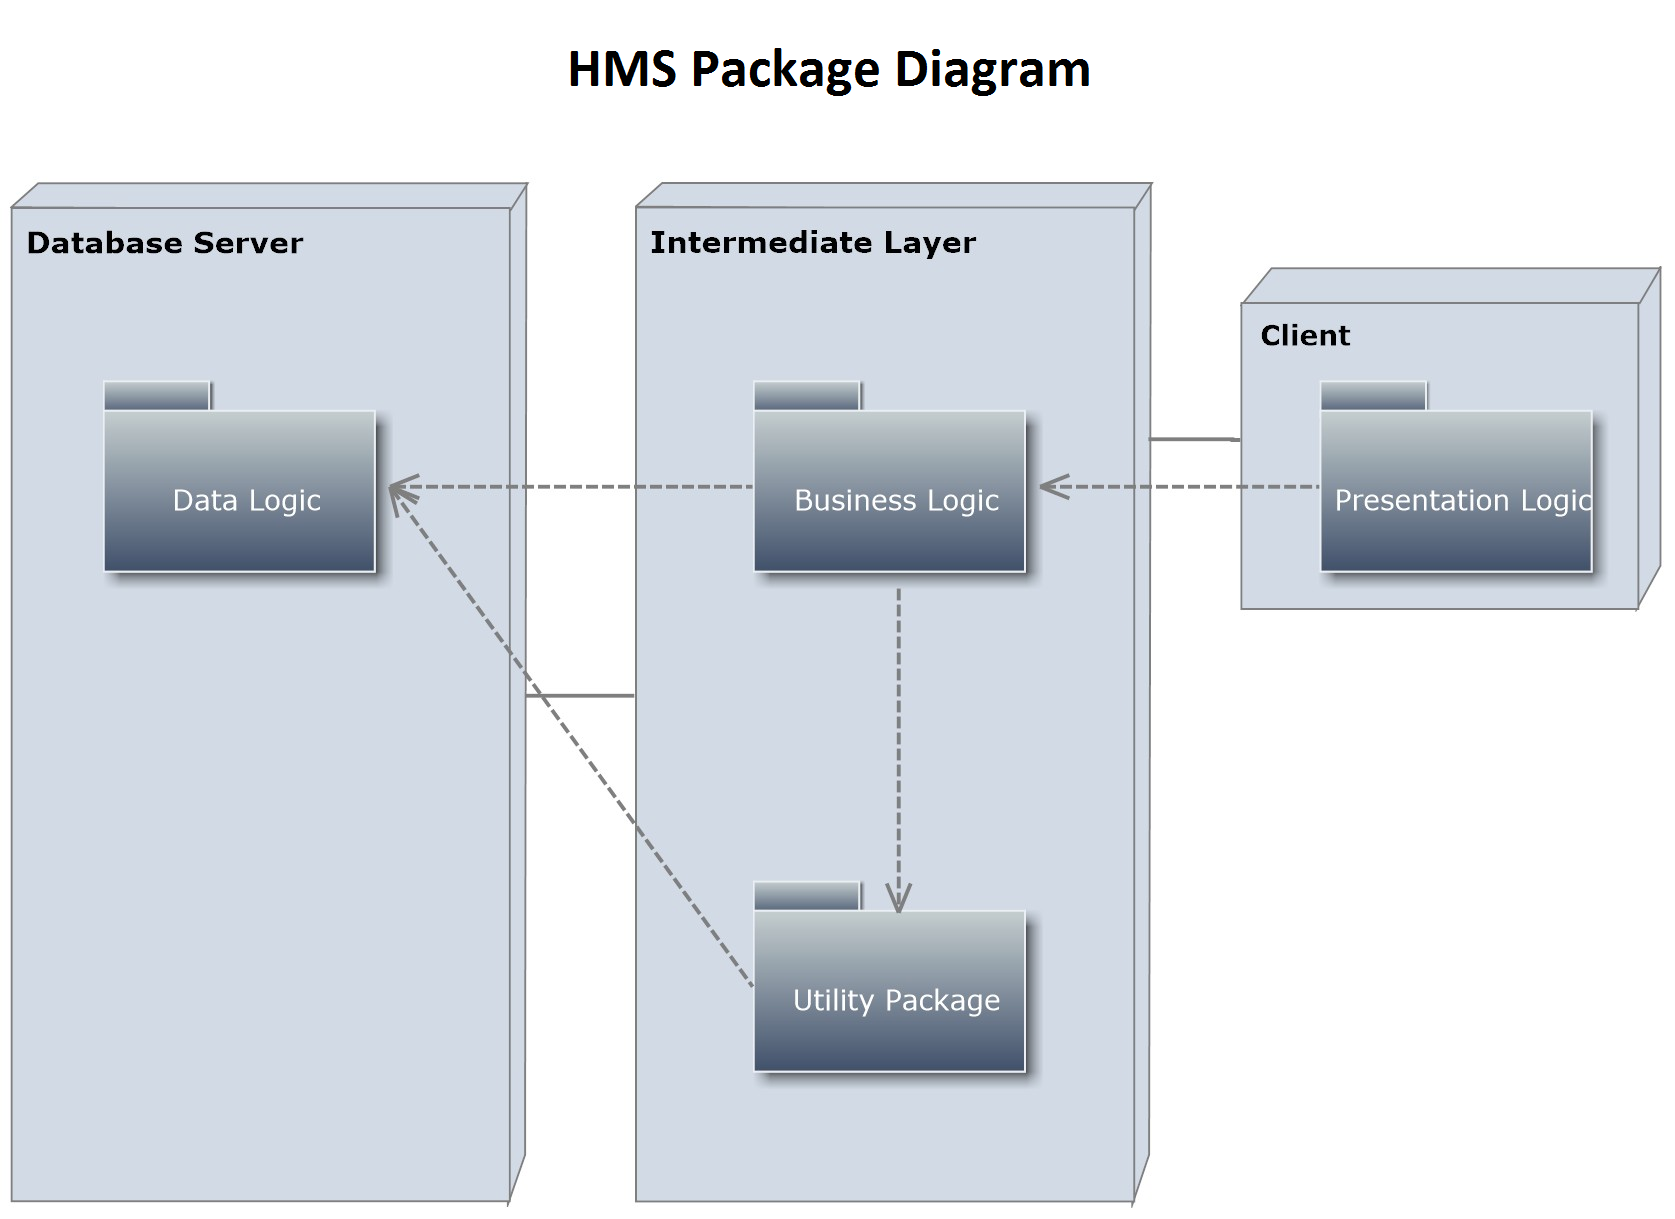 HMS Package Diagram
Database Server
Intermediate Layer
Client
Data Logic
Business Logic
Presentation Logic
Utility Package